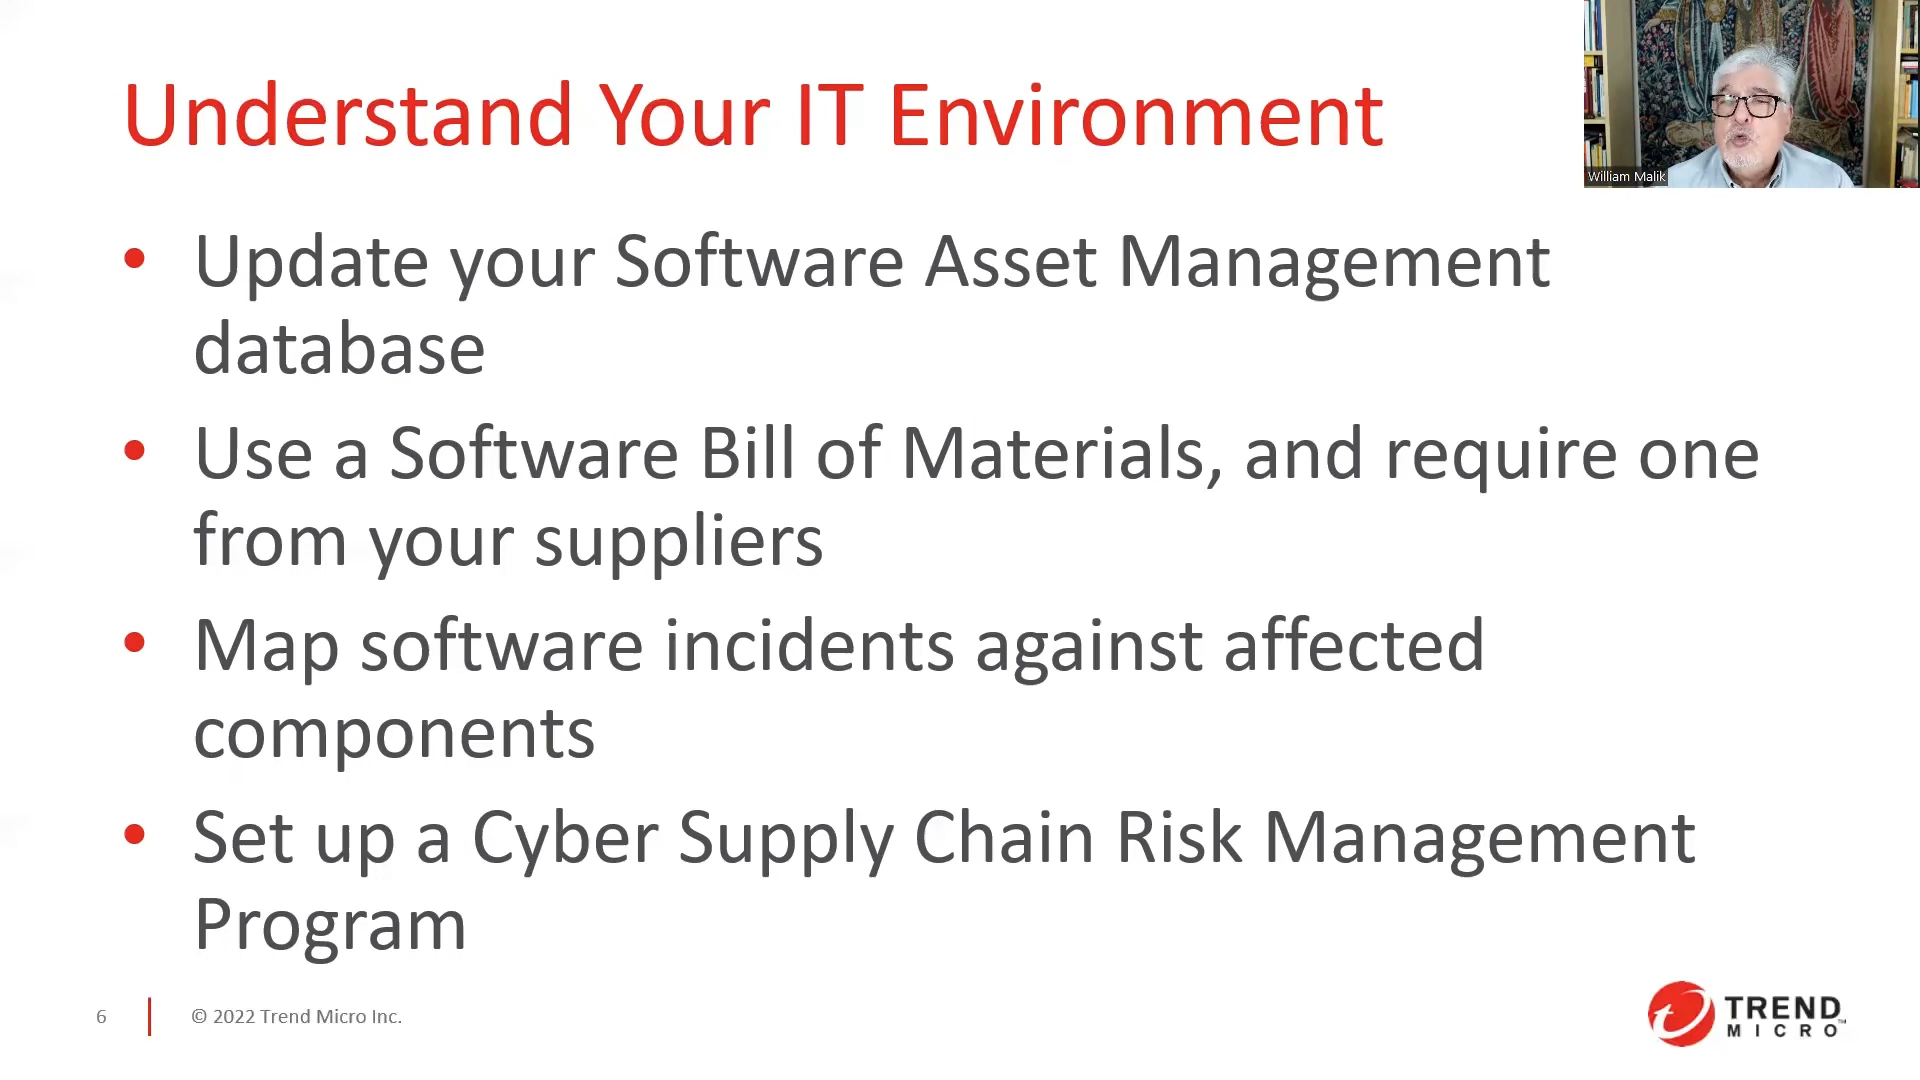 Understand Your IT Environment
William Malik
• Update your Software Asset Management
database
• Use a Software Bill of Materials, and require one
from your suppliers
• Map software incidents against affected
components
• Set up a Cyber Supply Chain Risk Management
Program
6
© 2022 Trend Micro Inc.
TREND
MICRO™